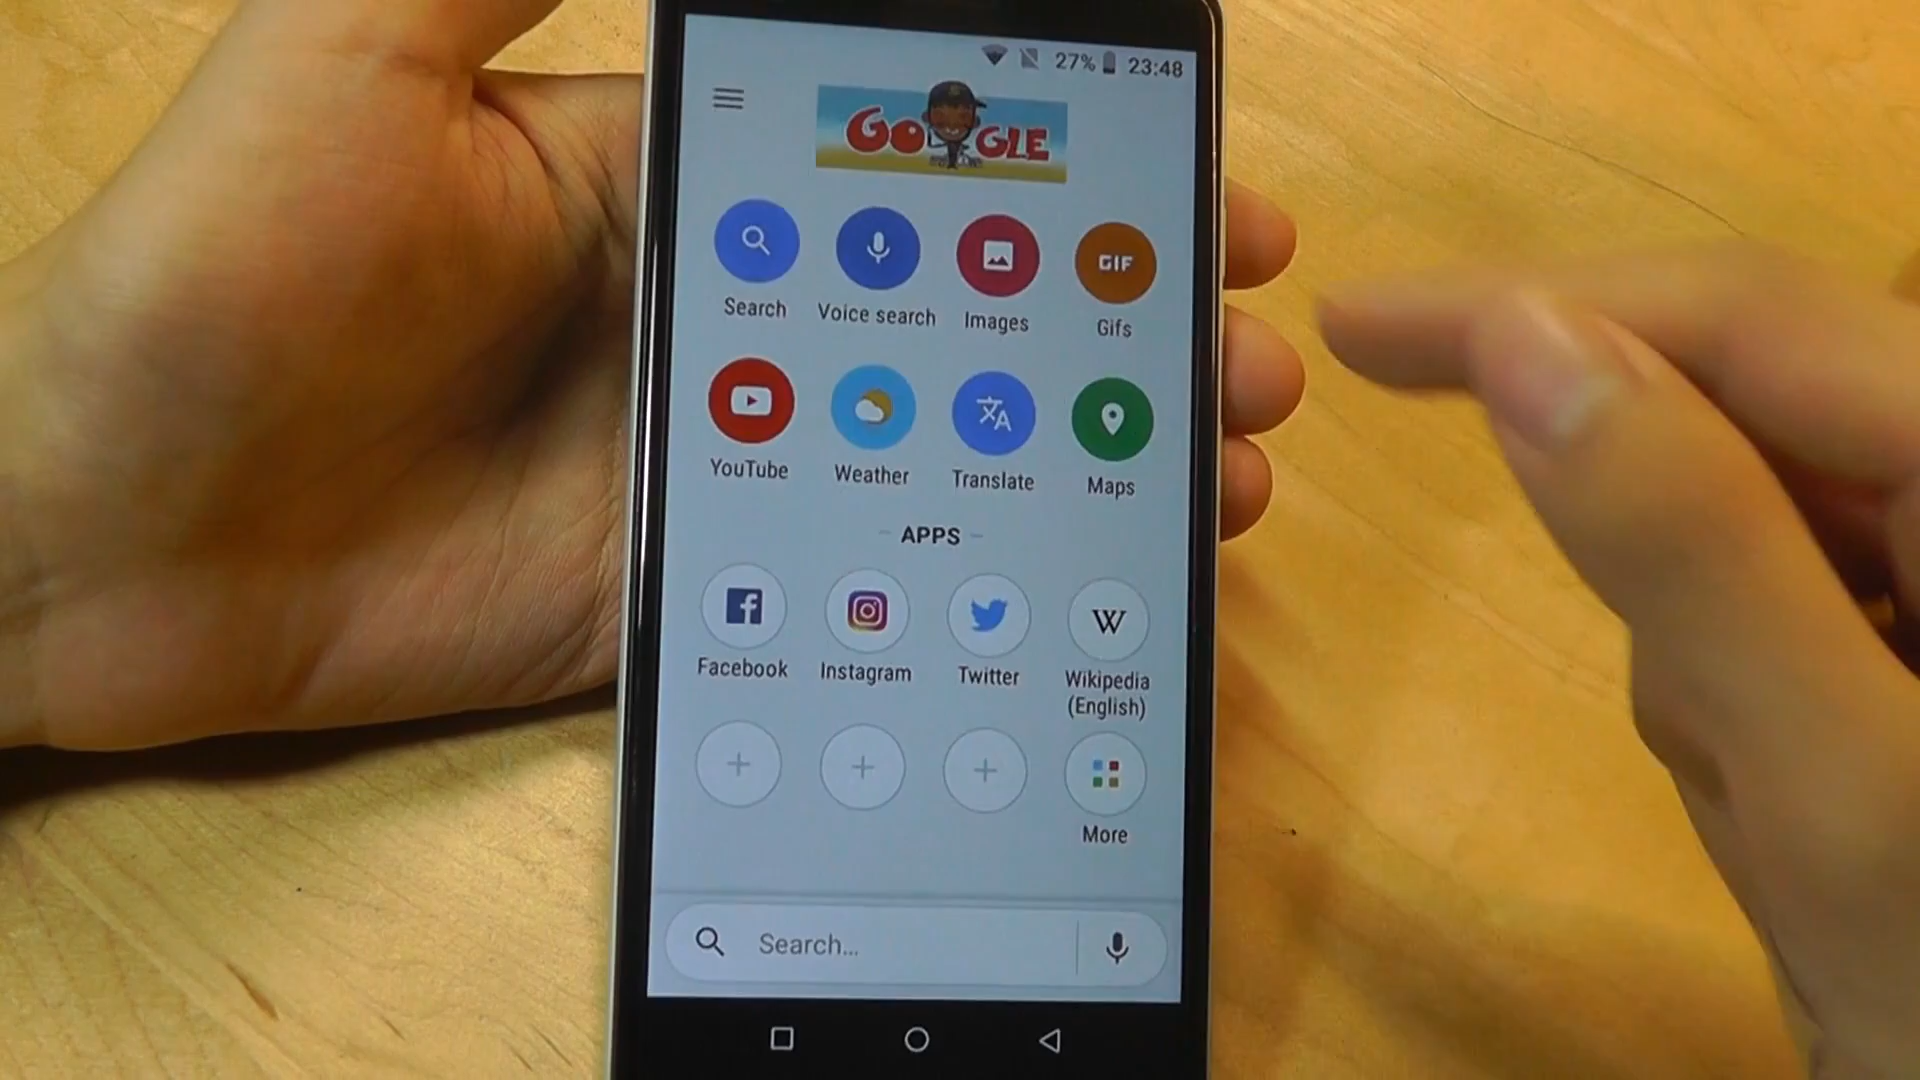 27% 23:48
GOOGLE
GIF
Search Voice search Images Gifs
YouTube Weather Translate Maps
APPS
W
Facebook Instagram Twitter Wikipedia
(English)
More
Search...